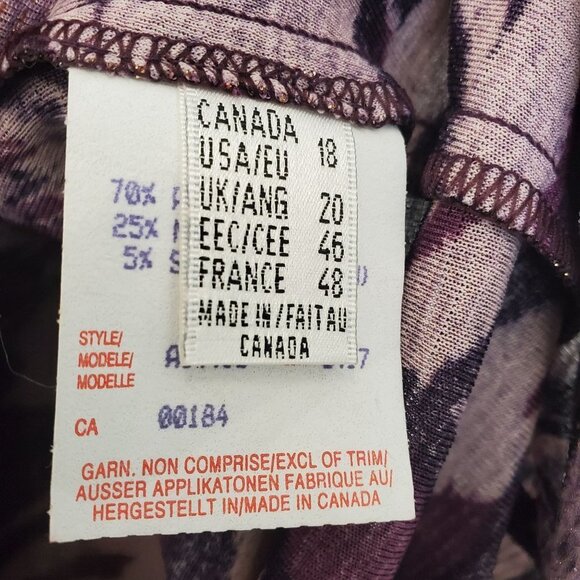 CANADA
USA/EU 18
UK/ANG 20
EEC/CEE 46
FRANCE 48
MADE IN/FAIT AU
CANADA
70%
25%
5% S
STYLE/
MODELE/
MODELLE
CA 00184
GARN. NON COMPRISE/EXCL OF TRIM/
AUSSER APPLIKATONEN FABRIQUE AU/
HERGESTELLT IN/MADE IN CANADA